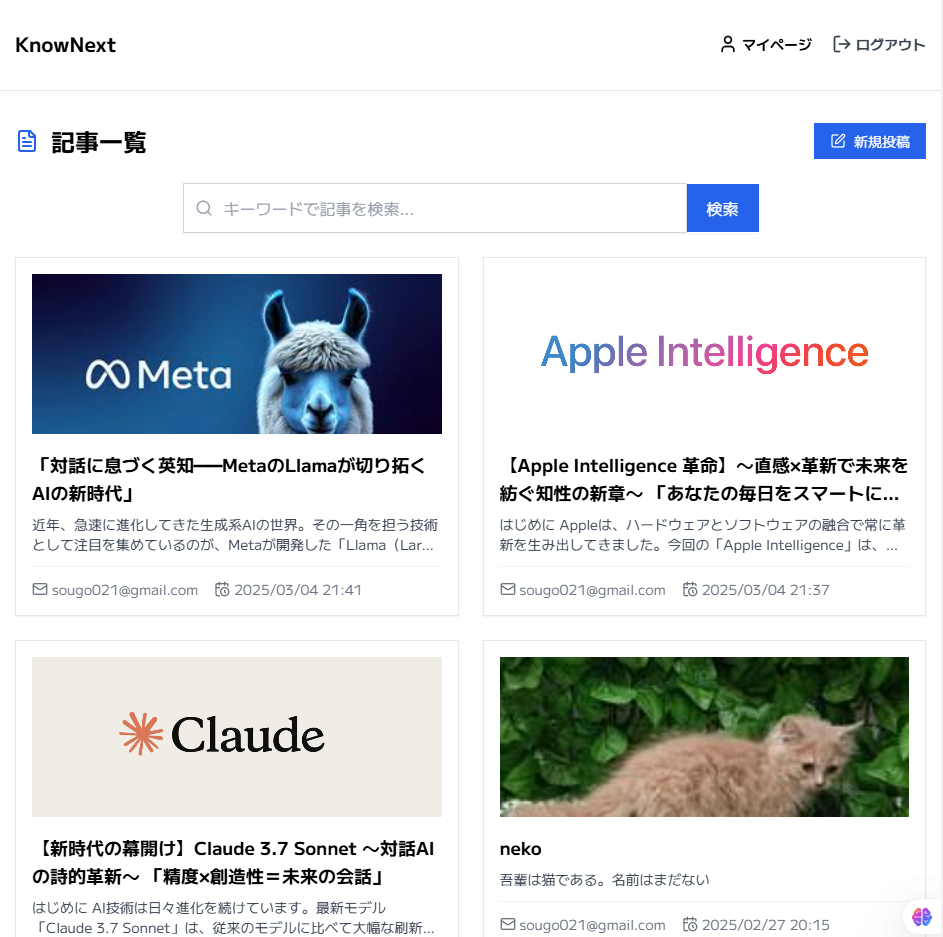 KnowNext
マイページ
ログアウト
記事一覧
新規投稿
キーワードで記事を検索...
検索
Meta
「対話に息づく英知──MetaのLlamaが切り拓く
AIの新時代」
近年、急速に進化してきた生成系AIの世界。その一角を担う技術
として注目を集めているのが、Metaが開発した「Llama（Lar...
sougo021@gmail.com 2025/03/04 21:41
Apple Intelligence
【Apple Intelligence 革命】〜直感×革新で未来を
紡ぐ知性の新章〜 「あなたの毎日をスマートに...
はじめに Appleは、ハードウェアとソフトウェアの融合で常に革
新を生み出してきました。今回の「Apple Intelligence」は、...
sougo021@gmail.com 2025/03/04 21:37
Claude
【新時代の幕開け】Claude 3.7 Sonnet 〜対話AI
の詩的革新〜 「精度×創造性＝未来の会話」
はじめに AI技術は日々進化を続けています。最新モデル
「Claude 3.7 Sonnet」は、従来のモデルに比べて大幅な刷新...
neko
吾輩は猫である。名前はまだない
sougo021@gmail.com 2025/02/27 20:15